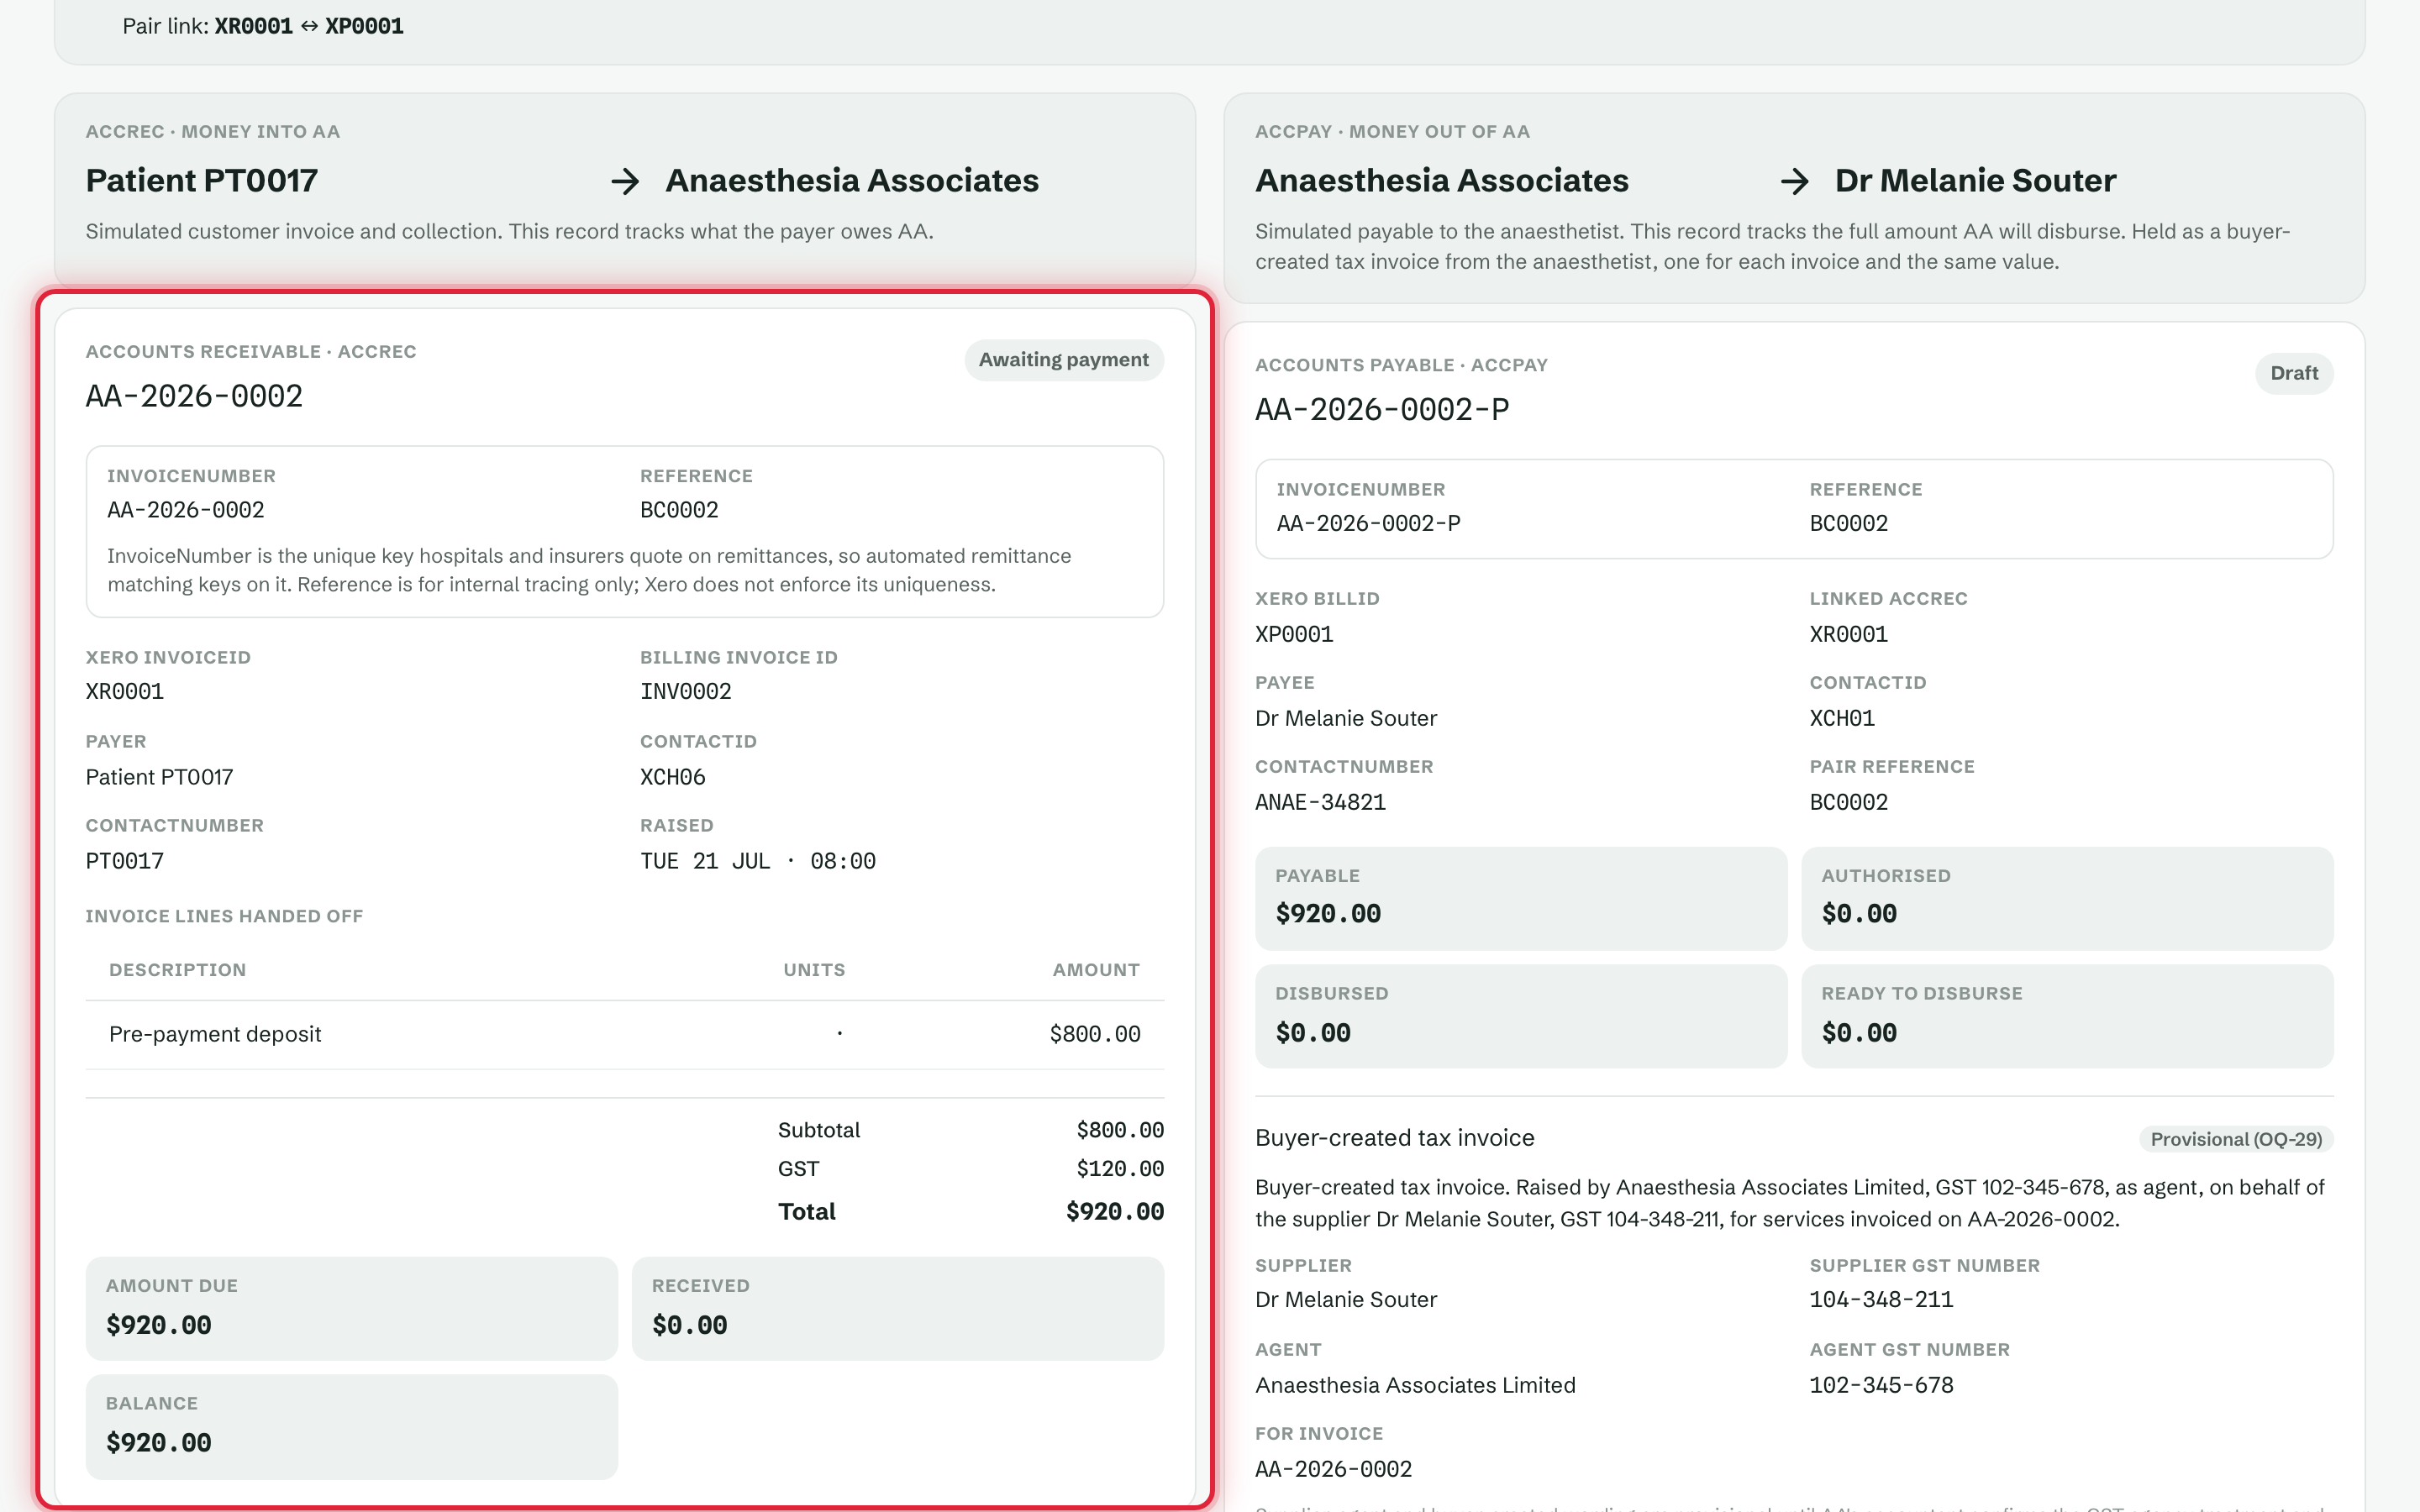 Pair link: XR0001 ↔ XP0001
ACCREC · MONEY INTO AA
Patient PT0017 → Anaesthesia Associates
Simulated customer invoice and collection. This record tracks what the payer owes AA.
ACCOUNTS RECEIVABLE · ACCREC
Awaiting payment
AA-2026-0002
INVOICENUMBER REFERENCE
AA-2026-0002 BC0002
InvoiceNumber is the unique key hospitals and insurers quote on remittances, so automated remittance
matching keys on it. Reference is for internal tracing only; Xero does not enforce its uniqueness.
XERO INVOICEID BILLING INVOICE ID
XR0001 INV0002
PAYER CONTACTID
Patient PT0017 XCH06
CONTACTNUMBER RAISED
PT0017 TUE 21 JUL · 08:00
INVOICE LINES HANDED OFF
DESCRIPTION UNITS AMOUNT
Pre-payment deposit · $800.00
Subtotal $800.00
GST $120.00
Total $920.00
AMOUNT DUE RECEIVED
$920.00 $0.00
BALANCE
$920.00
ACCPAY · MONEY OUT OF AA
Anaesthesia Associates → Dr Melanie Souter
Simulated payable to the anaesthetist. This record tracks the full amount AA will disburse. Held as a buyer-
created tax invoice from the anaesthetist, one for each invoice and the same value.
ACCOUNTS PAYABLE · ACCPAY
Draft
AA-2026-0002-P
INVOICENUMBER REFERENCE
AA-2026-0002-P BC0002
XERO BILLID LINKED ACCREC
XP0001 XR0001
PAYEE CONTACTID
Dr Melanie Souter XCH01
CONTACTNUMBER PAIR REFERENCE
ANAE-34821 BC0002
PAYABLE AUTHORISED
$920.00 $0.00
DISBURSED READY TO DISBURSE
$0.00 $0.00
Buyer-created tax invoice Provisional (OQ-29)
Buyer-created tax invoice. Raised by Anaesthesia Associates Limited, GST 102-345-678, as agent, on behalf of
the supplier Dr Melanie Souter, GST 104-348-211, for services invoiced on AA-2026-0002.
SUPPLIER SUPPLIER GST NUMBER
Dr Melanie Souter 104-348-211
AGENT AGENT GST NUMBER
Anaesthesia Associates Limited 102-345-678
FOR INVOICE
AA-2026-0002